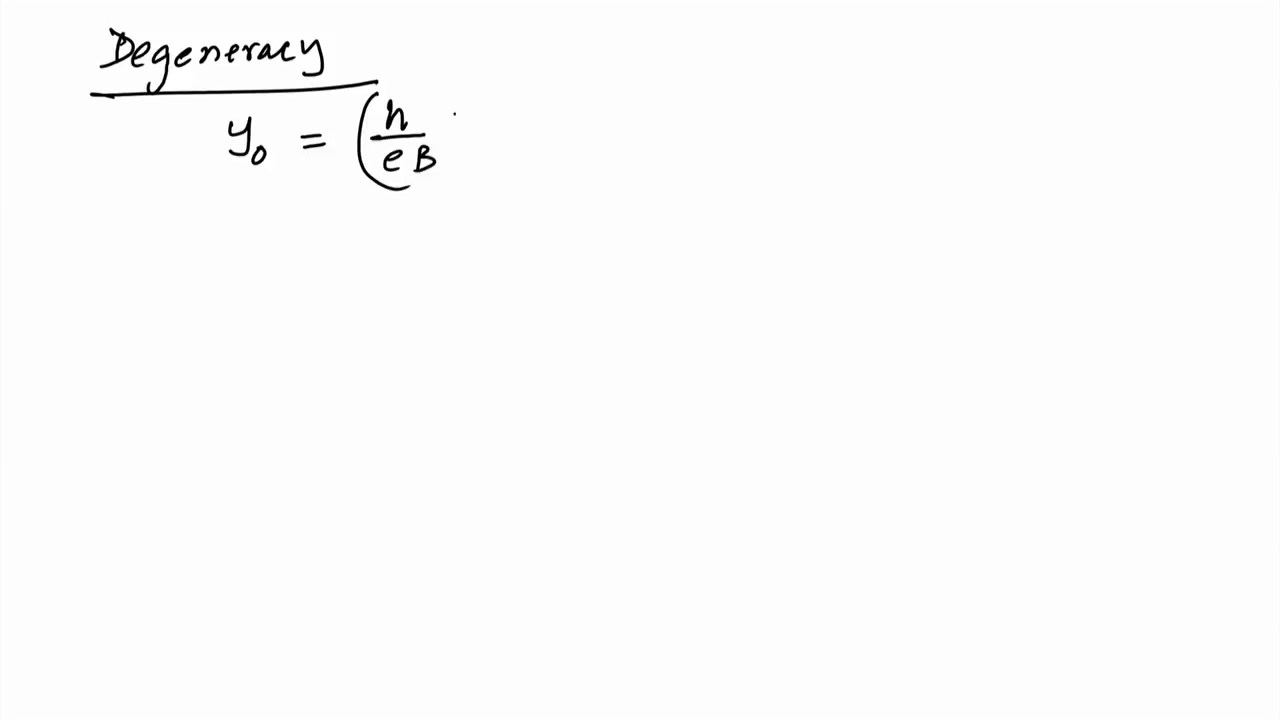 Degeneracy
y₀ = (h/eB